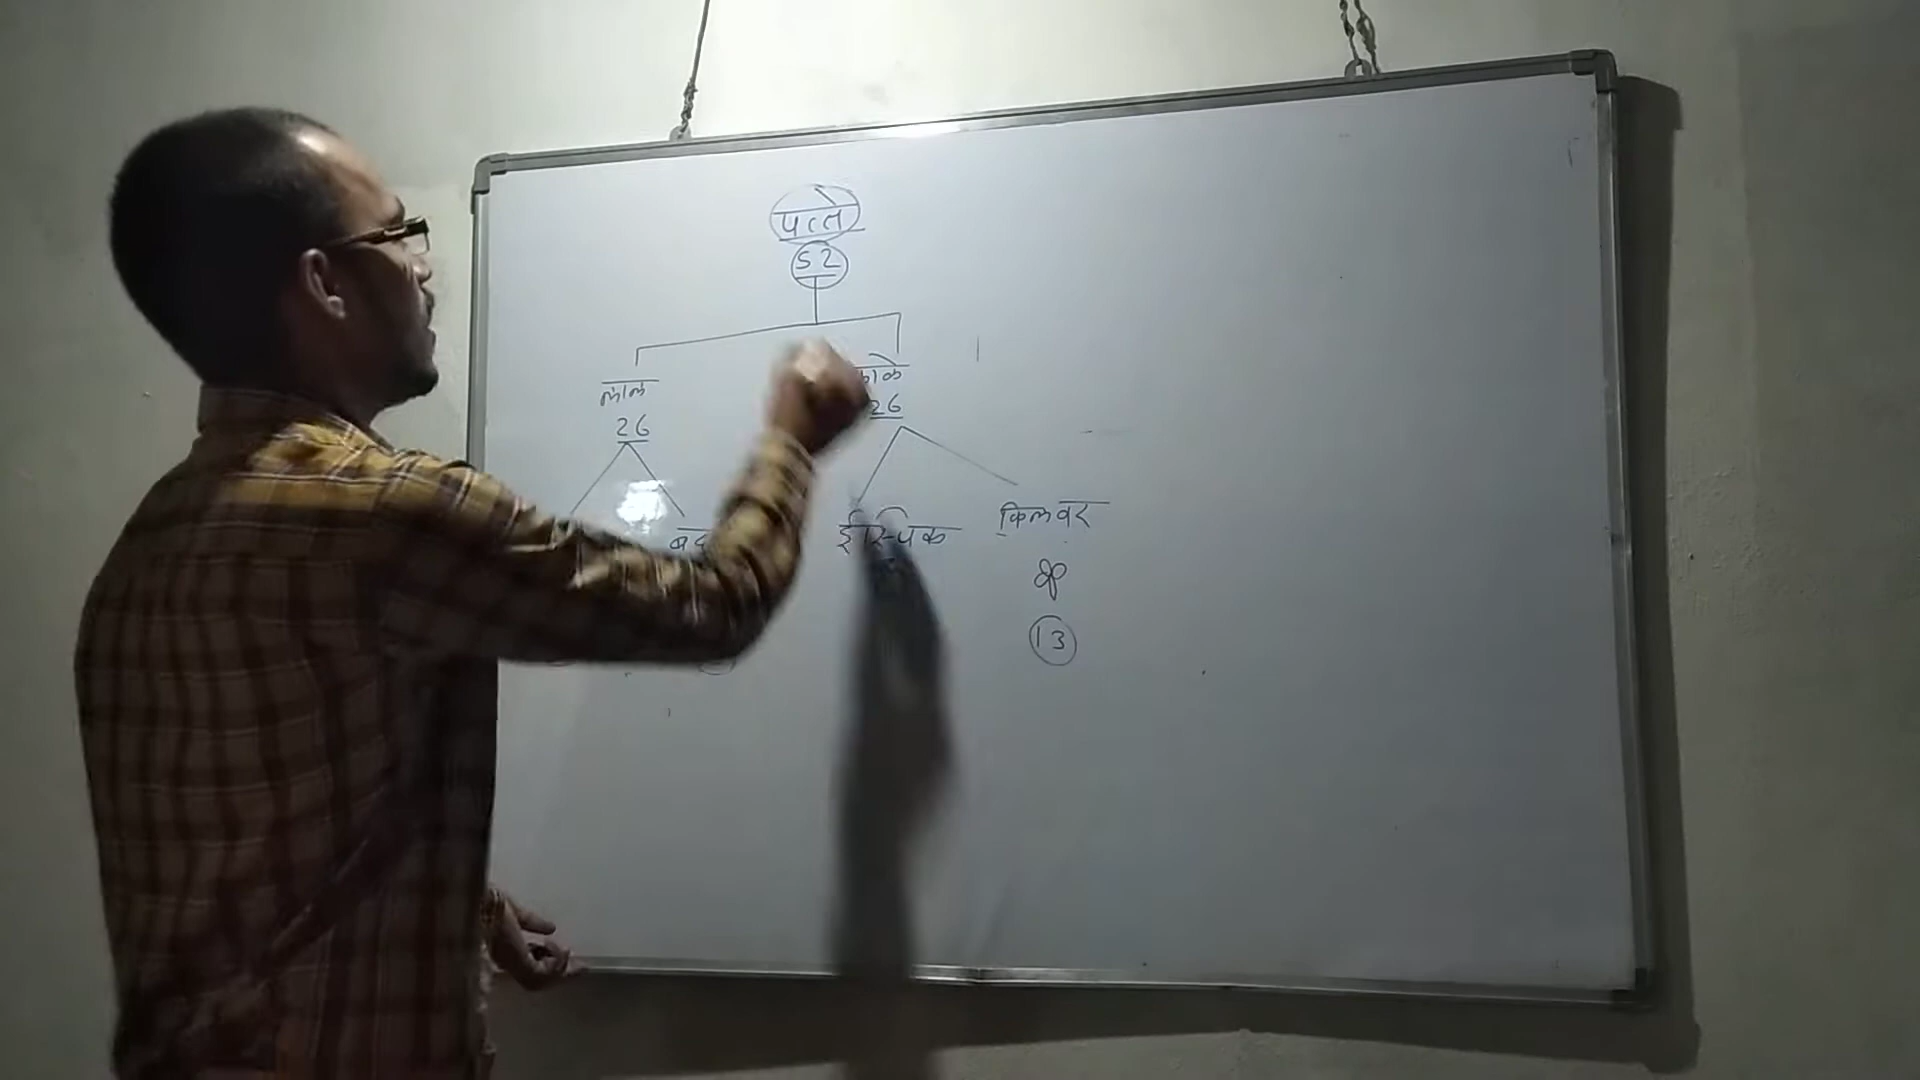 पत्ते
52
लाल
काले
26
26
ईस्पिक
किलवर
13